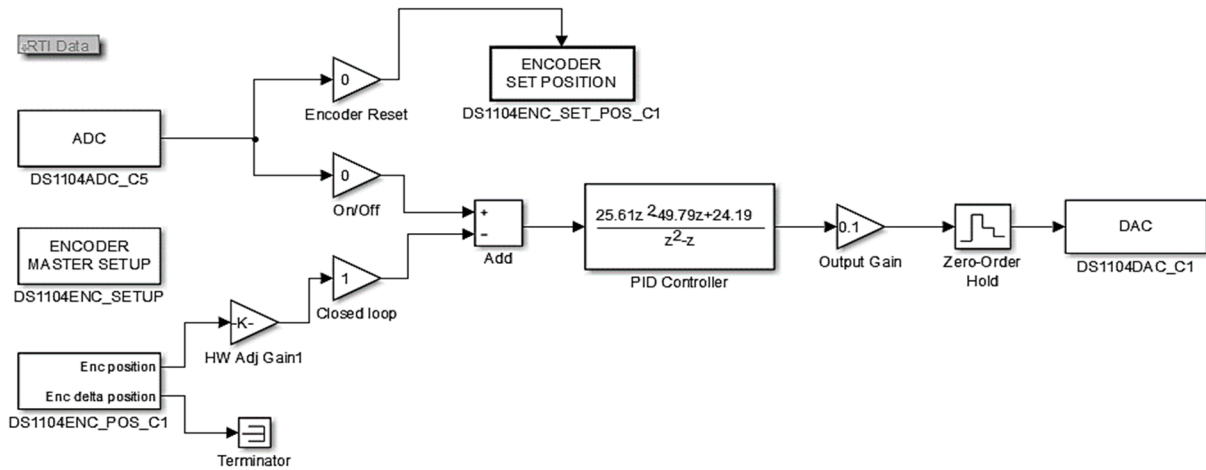 RTI Data
ADC
DS1104ADC_C5
ENCODER
MASTER SETUP
DS1104ENC_SETUP
Enc position
Enc delta position
DS1104ENC_POS_C1
0
Encoder Reset
ENCODER
SET POSITION
DS1104ENC_SET_POS_C1
0
On/Off
1
Closed loop
-K-
HW Adj Gain1
Terminator
+
−
Add
25.61z²-49.79z+24.19
z²-z
PID Controller
0.1
Output Gain
Zero-Order
Hold
DAC
DS1104DAC_C1